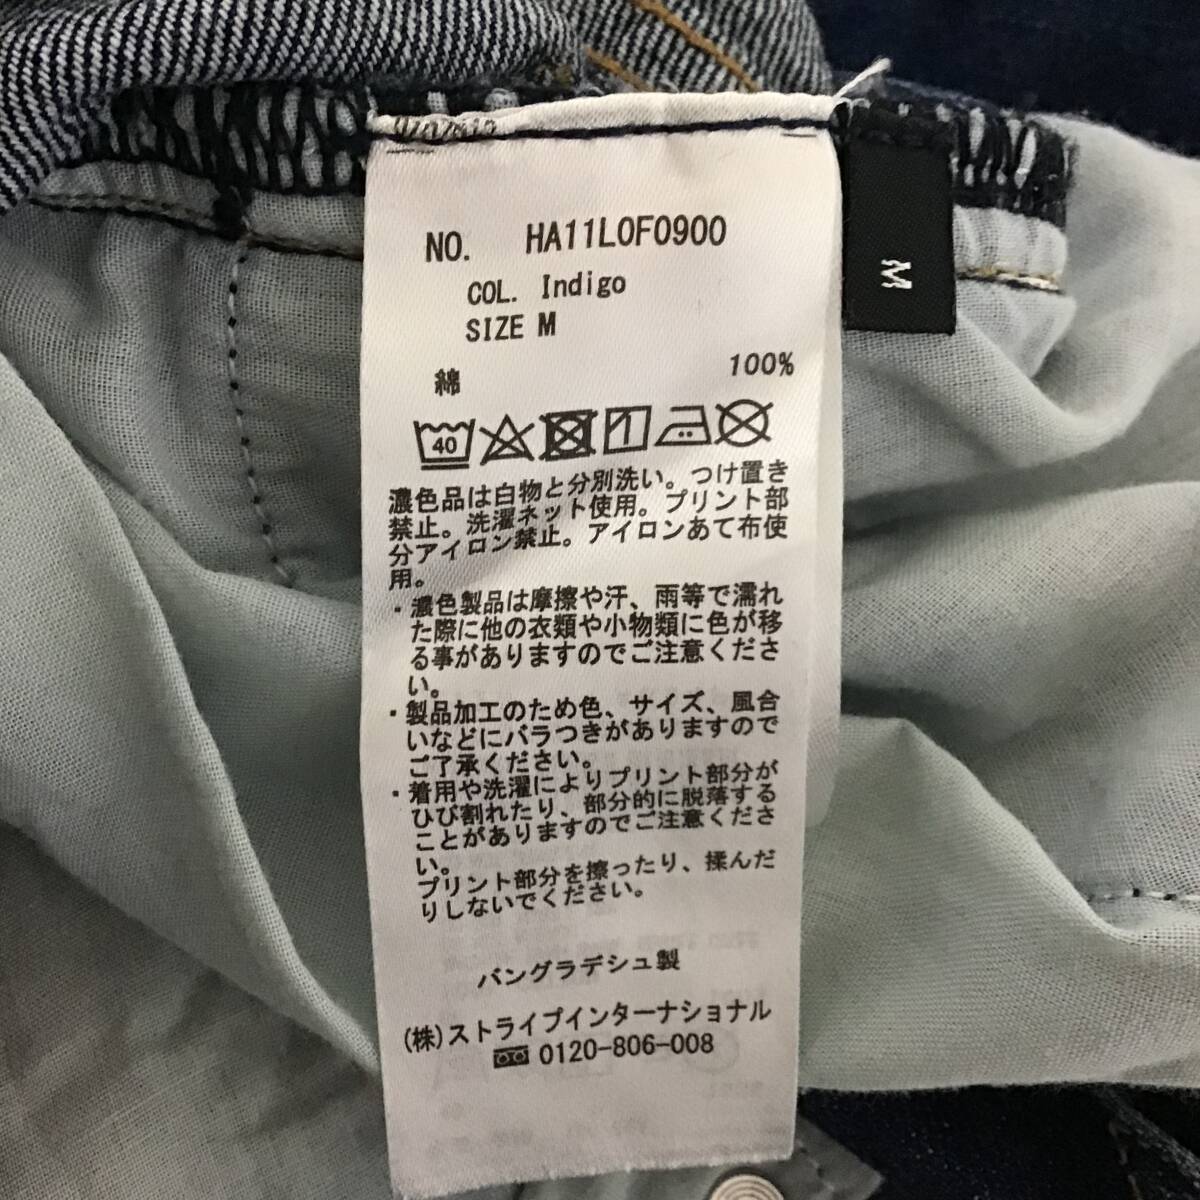 NO. HA11L0F0900
COL. Indigo
SIZE M
綿 100%
40
濃色品は白物と分別洗い。つけ置き
禁止。洗濯ネット使用。プリント部
分アイロン禁止。アイロンあて布使
用。
・濃色製品は摩擦や汗、雨等で濡れ
た際に他の衣類や小物類に色が移
る事がありますのでご注意くださ
い。
・製品加工のため色、サイズ、風合
いなどにバラつきがありますので
ご了承ください。
・着用や洗濯によりプリント部分が
ひび割れたり、部分的に脱落する
ことがありますのでご注意くださ
い。
プリント部分を擦ったり、揉んだ
りしないでください。
バングラデシュ製
(株)ストライプインターナショナル
0120-806-008
M